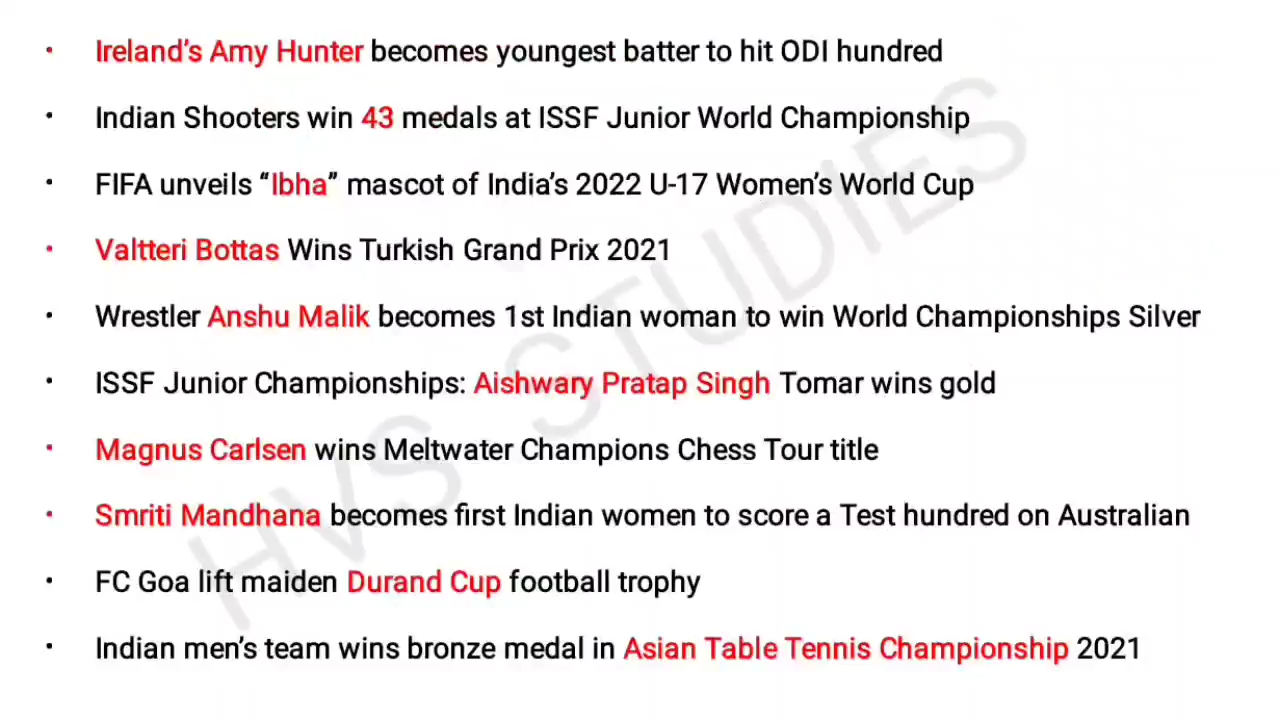 • Ireland’s Amy Hunter becomes youngest batter to hit ODI hundred
• Indian Shooters win 43 medals at ISSF Junior World Championship
• FIFA unveils “Ibha” mascot of India’s 2022 U-17 Women’s World Cup
• Valtteri Bottas Wins Turkish Grand Prix 2021
• Wrestler Anshu Malik becomes 1st Indian woman to win World Championships Silver
• ISSF Junior Championships: Aishwary Pratap Singh Tomar wins gold
• Magnus Carlsen wins Meltwater Champions Chess Tour title
• Smriti Mandhana becomes first Indian women to score a Test hundred on Australian
• FC Goa lift maiden Durand Cup football trophy
• Indian men’s team wins bronze medal in Asian Table Tennis Championship 2021
HVS STUDIES